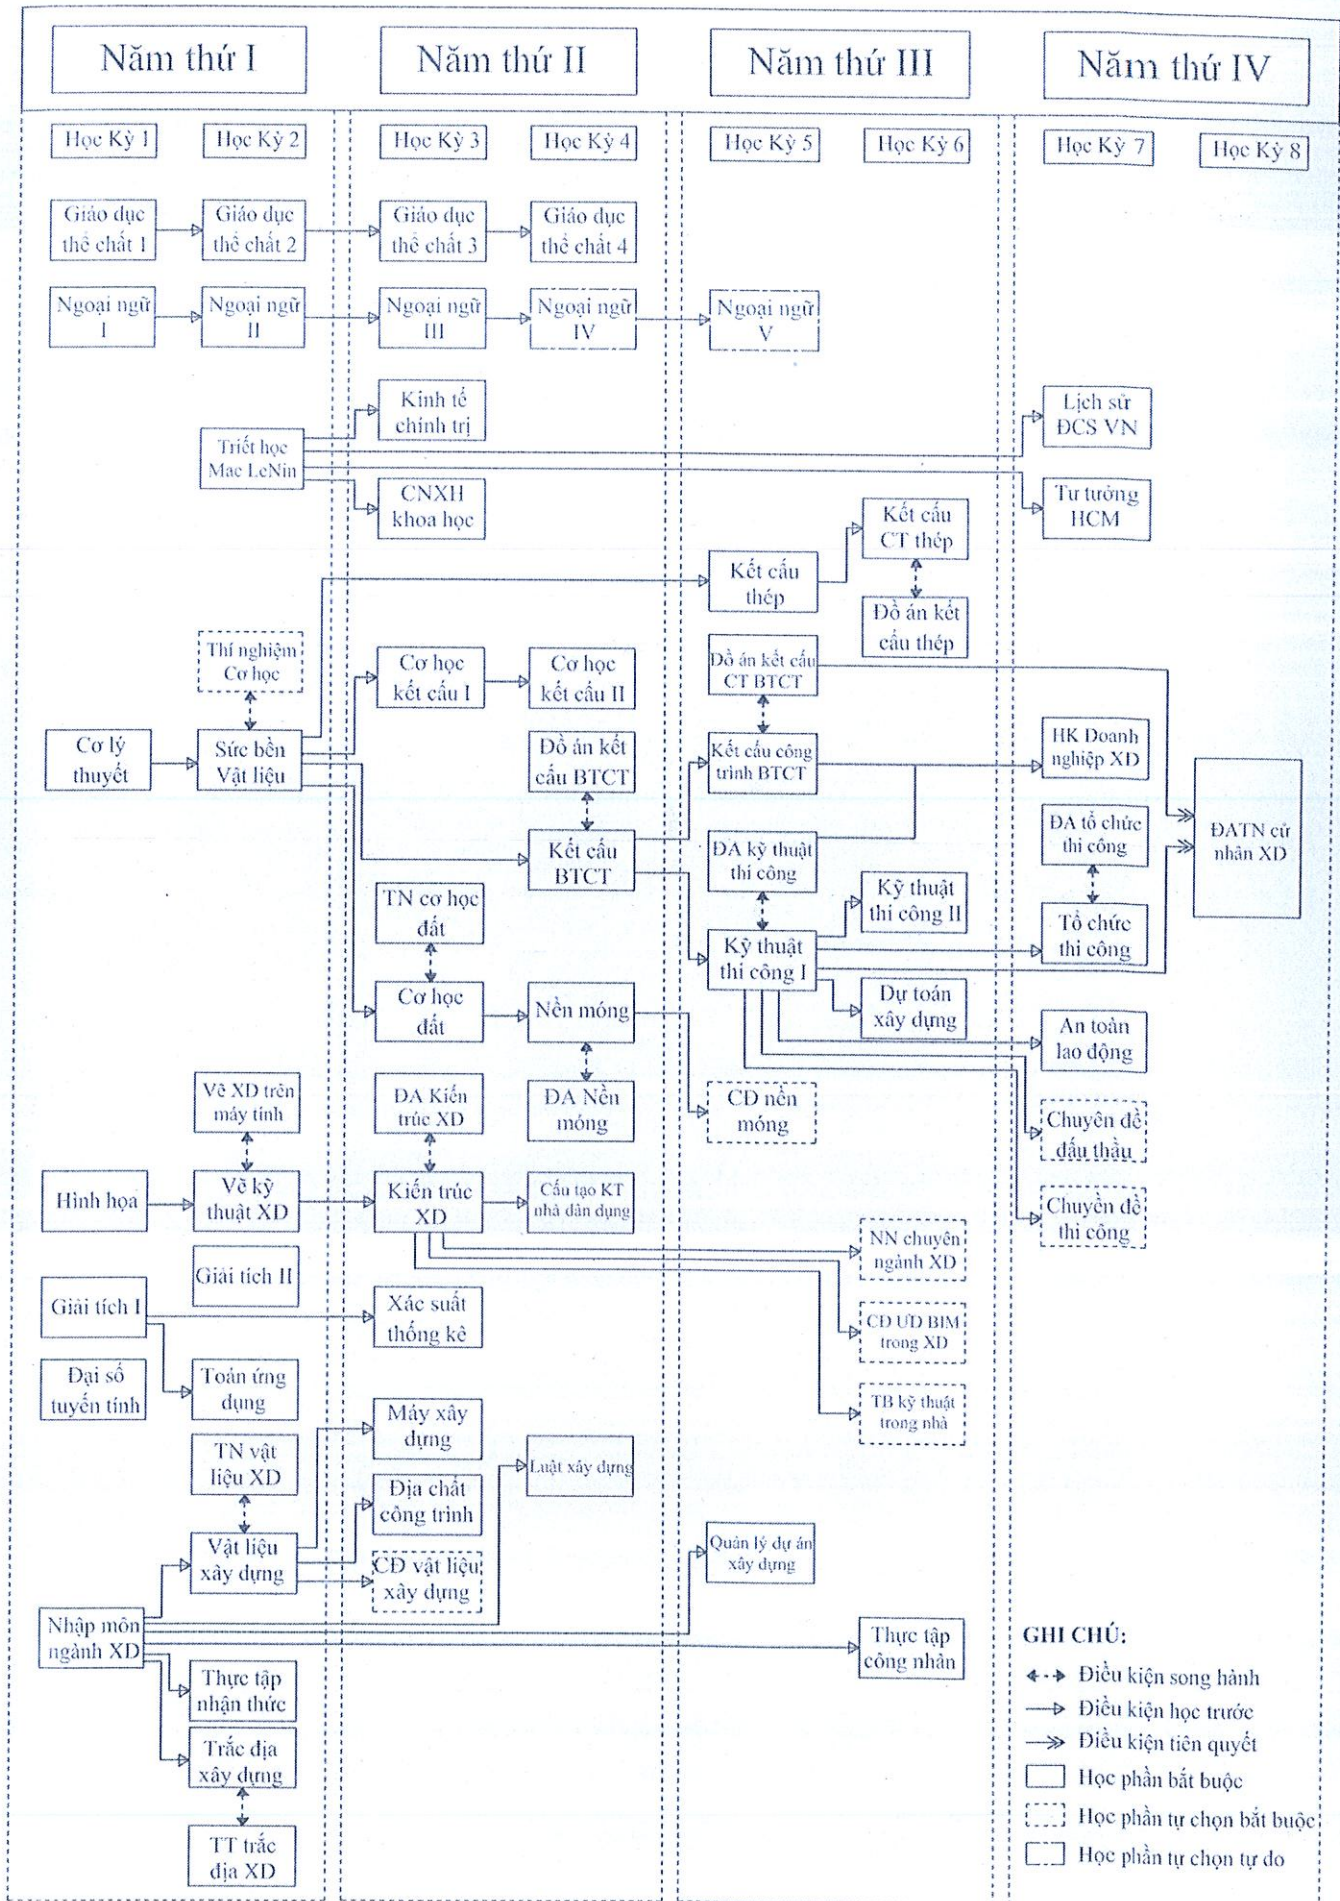 Năm thứ I
Năm thứ II
Năm thứ III
Năm thứ IV
Học Kỳ 1
Học Kỳ 2
Học Kỳ 3
Học Kỳ 4
Học Kỳ 5
Học Kỳ 6
Học Kỳ 7
Học Kỳ 8
Giáo dục
thể chất 1
Giáo dục
thể chất 2
Giáo dục
thể chất 3
Giáo dục
thể chất 4
Ngoại ngữ
I
Ngoại ngữ
II
Ngoại ngữ
III
Ngoại ngữ
IV
Ngoại ngữ
V
Kinh tế
chính trị
Triết học
Mac LeNin
CNXH
khoa học
Lịch sử
ĐCS VN
Tư tưởng
HCM
Kết cấu
thép
Kết cấu
CT thép
Đồ án kết
cấu thép
Thí nghiệm
Cơ học
Cơ lý
thuyết
Sức bền
Vật liệu
Cơ học
kết cấu I
Cơ học
kết cấu II
Đồ án kết
cấu BTCT
Kết cấu
BTCT
Đồ án kết cấu
CT BTCT
Kết cấu công
trình BTCT
ĐA kỹ thuật
thi công
Kỹ thuật
thi công I
Kỹ thuật
thi công II
Dự toán
xây dựng
HK Doanh
nghiệp XD
ĐA tổ chức
thi công
Tổ chức
thi công
ĐATN cử
nhân XD
TN cơ học
đất
Cơ học
đất
Nền móng
ĐA Nền
móng
CĐ nền
móng
An toàn
lao động
Chuyên đề
đấu thầu
Chuyền đề
thi công
Vẽ XD trên
máy tính
ĐA Kiến
trúc XD
Hình họa
Vẽ kỹ
thuật XD
Kiến trúc
XD
Cấu tạo KT
nhà dân dụng
NN chuyên
ngành XD
CĐ UD BIM
trong XD
TB kỹ thuật
trong nhà
Giải tích II
Giải tích I
Xác suất
thống kê
Đại số
tuyến tính
Toán ứng
dụng
TN vật
liệu XD
Máy xây
dựng
Luật xây dựng
Vật liệu
xây dựng
Địa chất
công trình
CĐ vật liệu
xây dựng
Quản lý dự án
xây dựng
Nhập môn
ngành XD
Thực tập
công nhân
Thực tập
nhận thức
Trắc địa
xây dựng
TT trắc
địa XD
GHI CHÚ:
Điều kiện song hành
Điều kiện học trước
Điều kiện tiên quyết
Học phần bắt buộc
Học phần tự chọn bắt buộc
Học phần tự chọn tự do